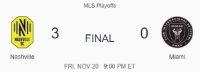 MLS Playoffs
3
FINAL
0
Nashville
Miami
FRI, NOV 20 9:00 PM ET